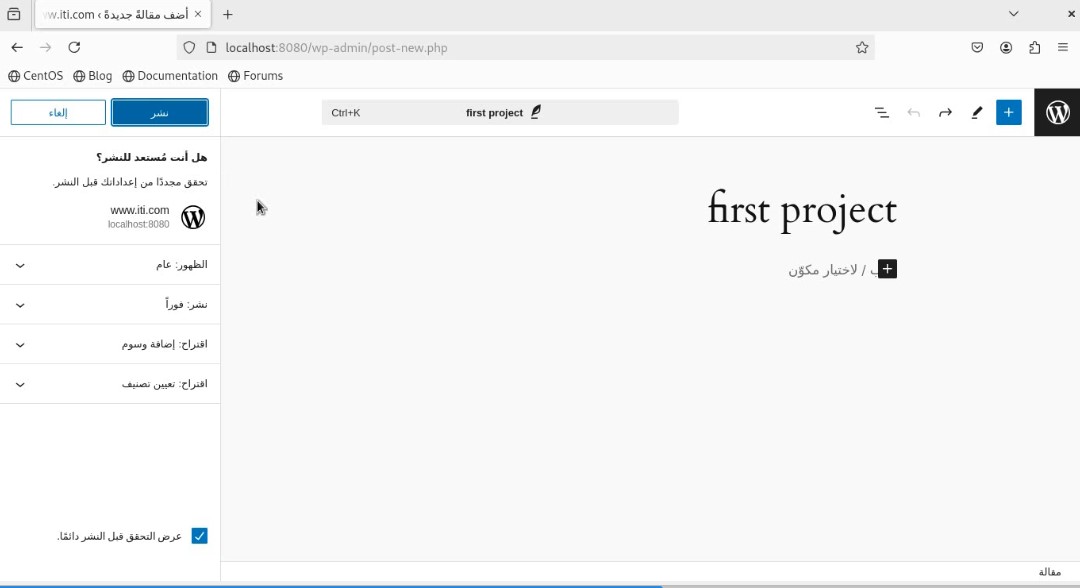 أضف مقالةً جديدةً ‹ w.iti.com
localhost:8080/wp-admin/post-new.php
CentOS Blog Documentation Forums
نشر
إلغاء
Ctrl+K
first project
هل أنت مُستعد للنشر؟
تحقق مجددًا من إعداداتك قبل النشر.
www.iti.com
localhost:8080
الظهور: عام
نشر: فوراً
اقتراح: إضافة وسوم
اقتراح: تعيين تصنيف
عرض التحقق قبل النشر دائمًا.
first project
/ لاختيار مكوّن
مقالة